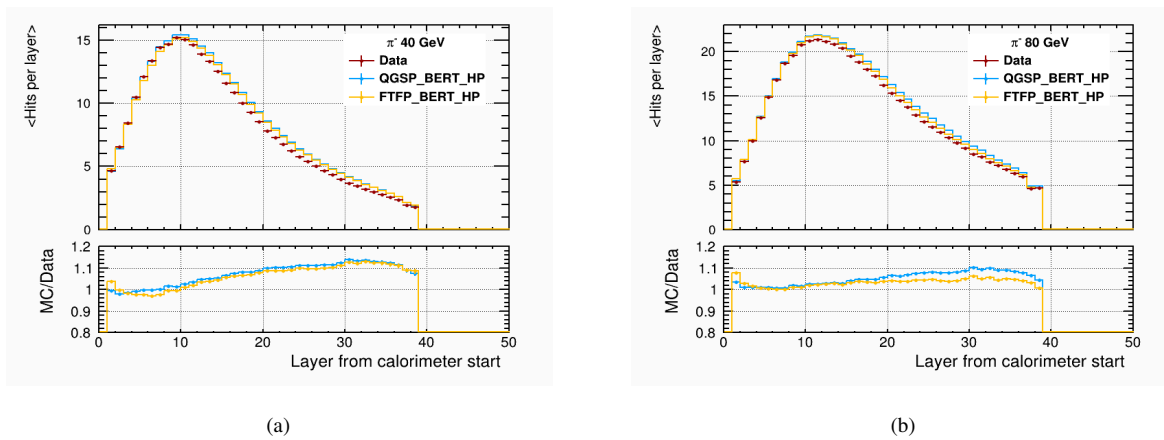 <Hits per layer>
15
10
5
0
π⁻ 40 GeV
Data
QGSP_BERT_HP
FTFP_BERT_HP
MC/Data
1.2
1.1
1
0.9
0.8
0 10 20 30 40 50
Layer from calorimeter start
(a)
<Hits per layer>
20
15
10
5
0
π⁻ 80 GeV
Data
QGSP_BERT_HP
FTFP_BERT_HP
MC/Data
1.2
1.1
1
0.9
0.8
0 10 20 30 40 50
Layer from calorimeter start
(b)